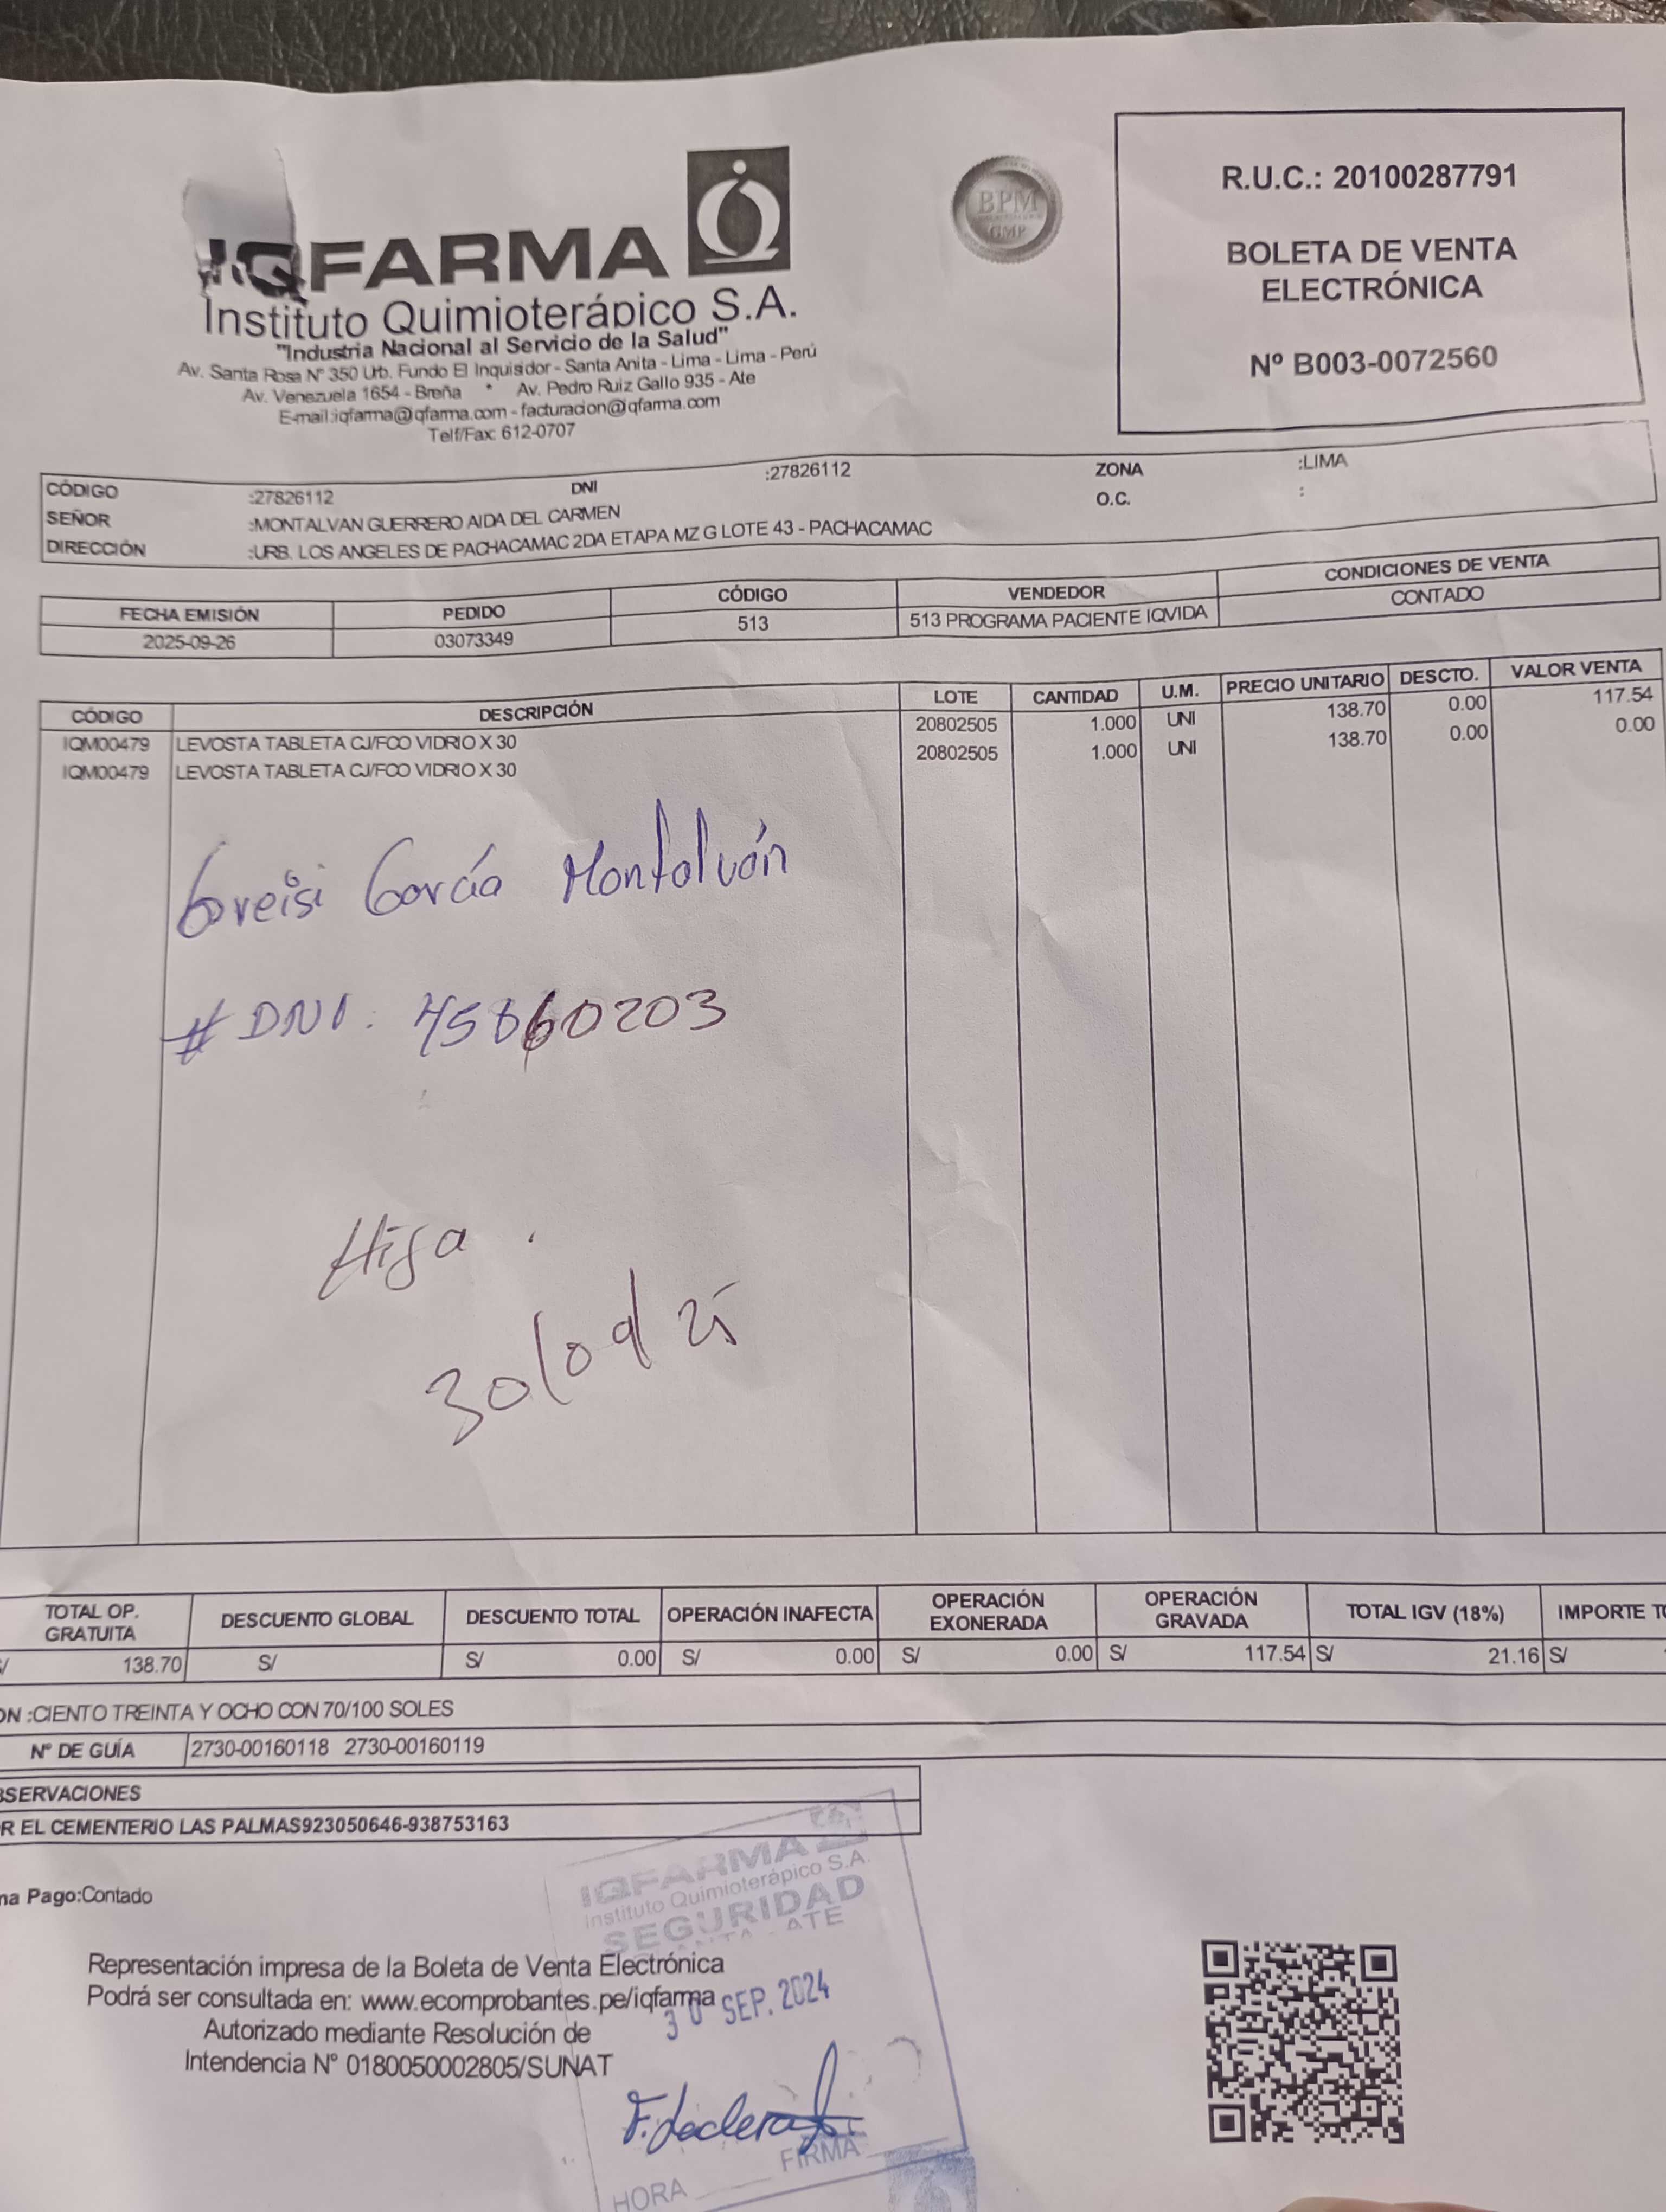 IQFARMA
Instituto Quimioterápico S.A.
"Industria Nacional al Servicio de la Salud"
Av. Santa Rosa Nº 350 Urb. Fundo El Inquisidor - Santa Anita - Lima - Lima - Perú
Av. Venezuela 1654 - Breña * Av. Pedro Ruiz Gallo 935 - Ate
E-mail:iqfarma@iqfarma.com - facturacion@iqfarma.com
Telf/Fax: 612-0707
BPM
GMP
R.U.C.: 20100287791
BOLETA DE VENTA
ELECTRÓNICA
Nº B003-0072560
CÓDIGO :27826112 DNI :27826112 ZONA :LIMA
SEÑOR :MONTALVAN GUERRERO AIDA DEL CARMEN O.C. :
DIRECCIÓN :URB. LOS ANGELES DE PACHACAMAC 2DA ETAPA MZ G LOTE 43 - PACHACAMAC
FECHA EMISIÓN PEDIDO CÓDIGO VENDEDOR CONDICIONES DE VENTA
2025-09-26 03073349 513 513 PROGRAMA PACIENTE IQVIDA CONTADO
CÓDIGO DESCRIPCIÓN LOTE CANTIDAD U.M. PRECIO UNITARIO DESCTO. VALOR VENTA
IQM00479 LEVOSTA TABLETA CJ/FCO VIDRIO X 30 20802505 1.000 UNI 138.70 0.00 117.54
IQM00479 LEVOSTA TABLETA CJ/FCO VIDRIO X 30 20802505 1.000 UNI 138.70 0.00 0.00
Greisi García Montalván
# DNI: 45860203
Hija.
30/09/25
TOTAL OP. GRATUITA DESCUENTO GLOBAL DESCUENTO TOTAL OPERACIÓN INAFECTA OPERACIÓN EXONERADA OPERACIÓN GRAVADA TOTAL IGV (18%) IMPORTE TO
S/ 138.70 S/ S/ 0.00 S/ 0.00 S/ 0.00 S/ 117.54 S/ 21.16 S/
ON :CIENTO TREINTA Y OCHO CON 70/100 SOLES
Nº DE GUÍA 2730-00160118 2730-00160119
BSERVACIONES
R EL CEMENTERIO LAS PALMAS923050646-938753163
ma Pago:Contado
IQFARMA
Instituto Quimioterápico S.A.
SEGURIDAD
ATE
30 SEP. 2024
FIRMA
HORA
Representación impresa de la Boleta de Venta Electrónica
Podrá ser consultada en: www.ecomprobantes.pe/iqfarma
Autorizado mediante Resolución de
Intendencia Nº 0180050002805/SUNAT